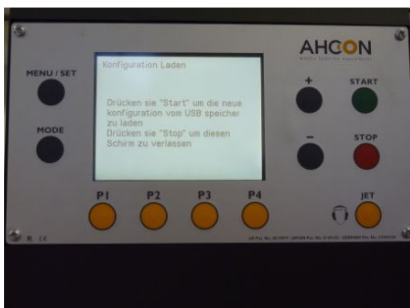 AHCON
MENU / SET
Konfiguration Laden
+
START
Drücken sie "Start" um die neue
konfiguration vom USB speicher
zu laden
Drücken sie "Stop" um diesen
Schirm zu verlassen
MODE
-
STOP
P1 P2 P3 P4
JET